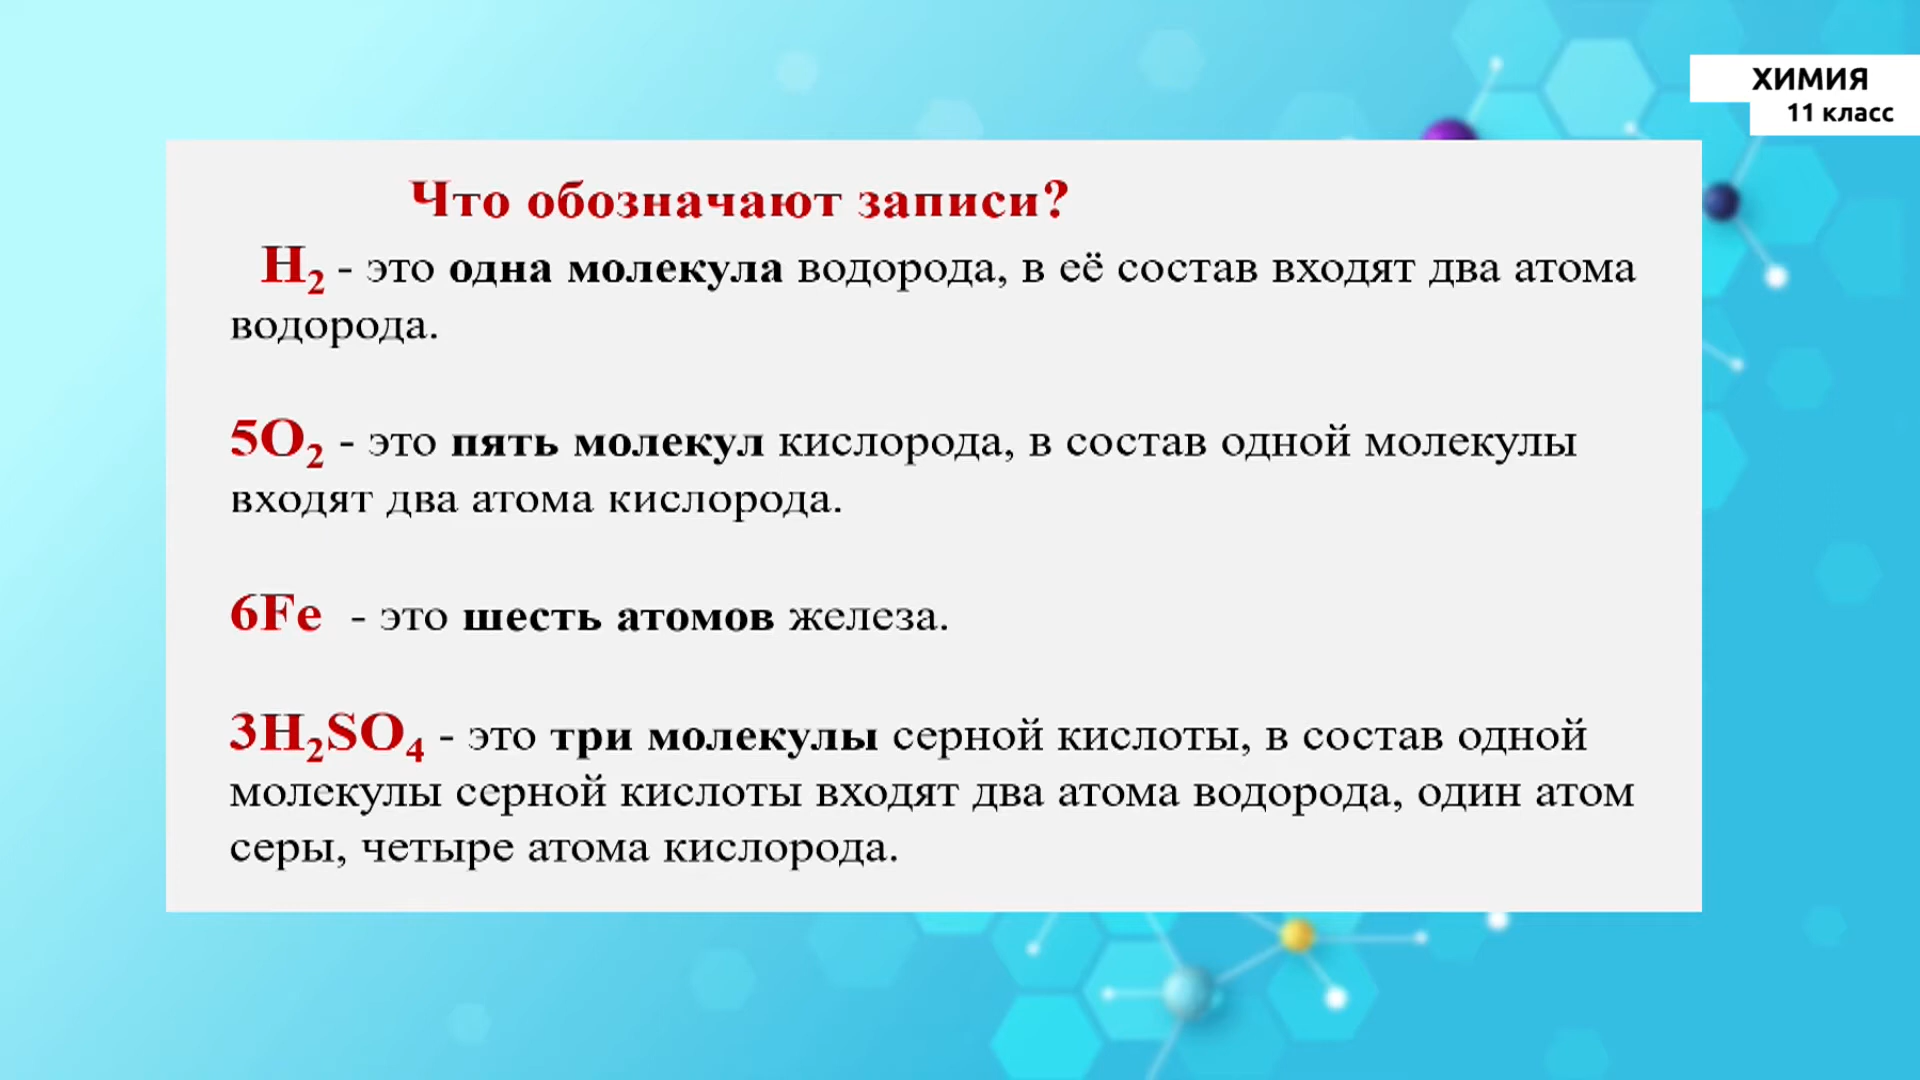 ХИМИЯ
11 класс
Что обозначают записи?
H₂ - это одна молекула водорода, в её состав входят два атома
водорода.
5O₂ - это пять молекул кислорода, в состав одной молекулы
входят два атома кислорода.
6Fe - это шесть атомов железа.
3H₂SO₄ - это три молекулы серной кислоты, в состав одной
молекулы серной кислоты входят два атома водорода, один атом
серы, четыре атома кислорода.